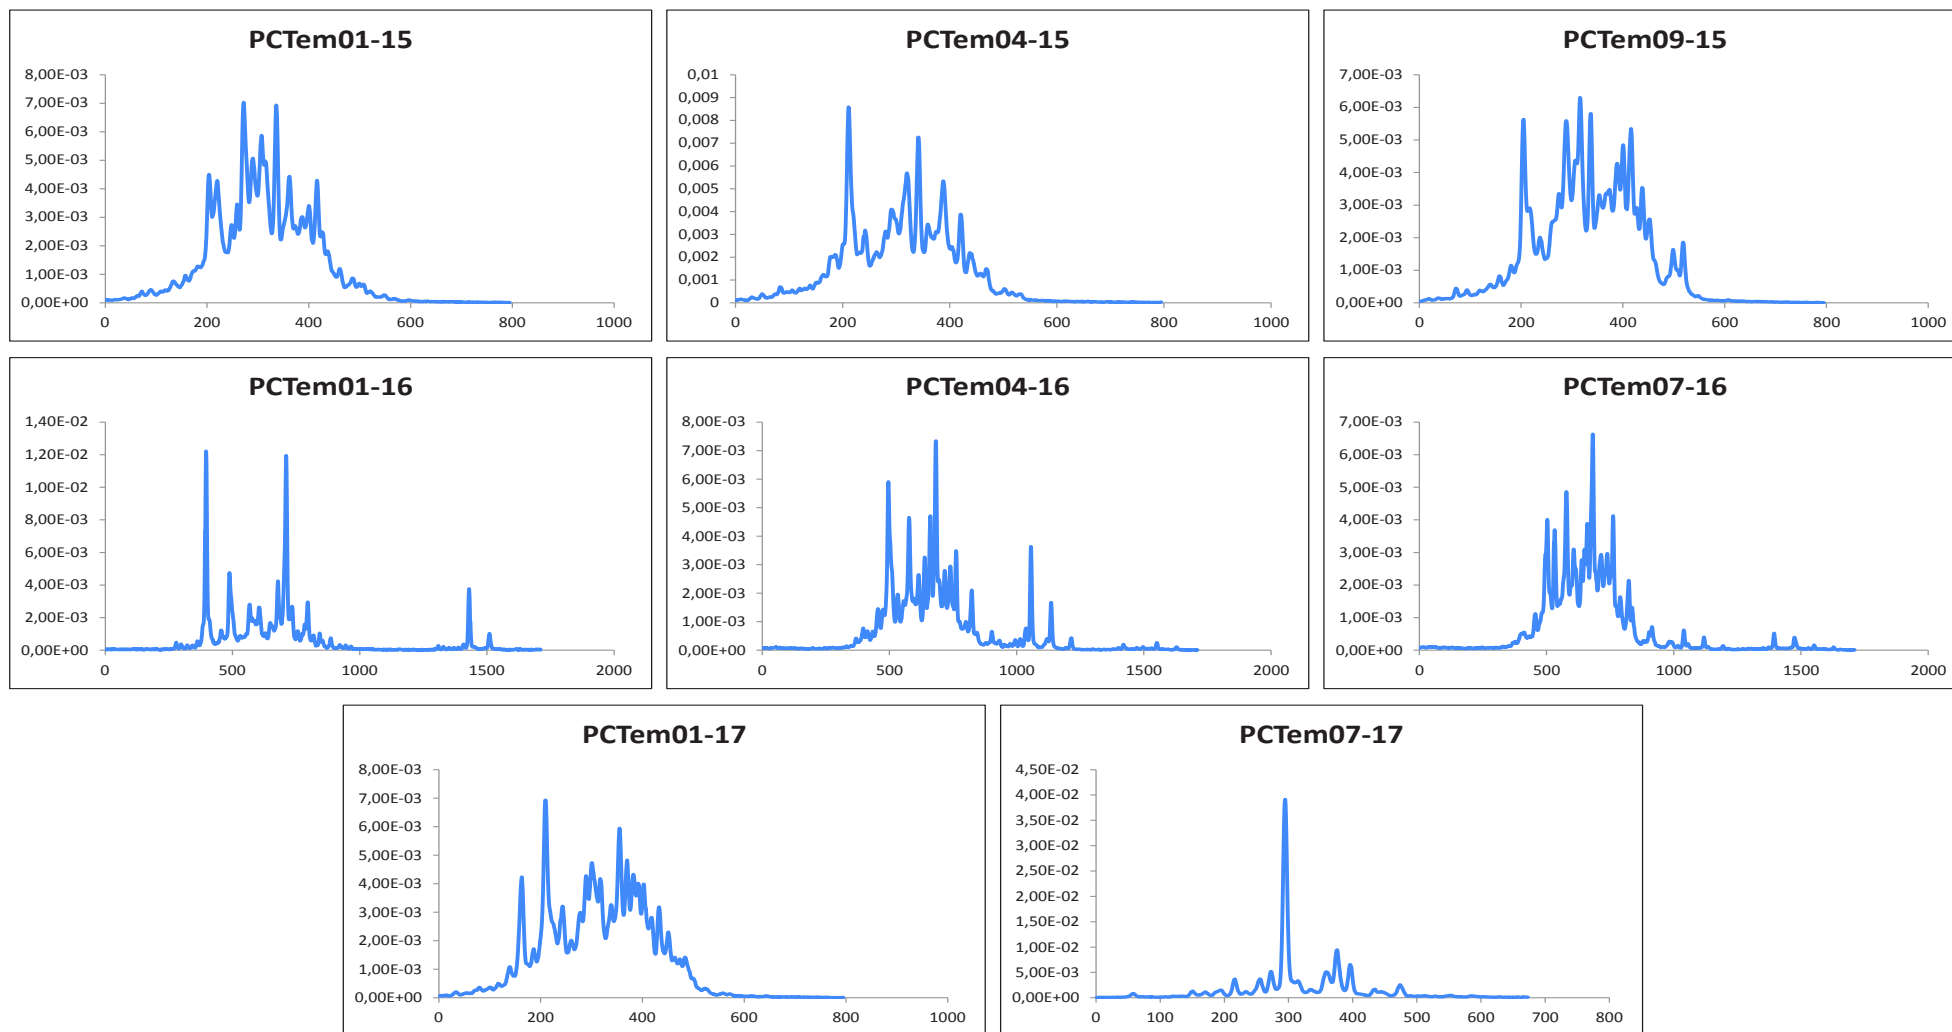 PCTem01-15
8,00E-03
7,00E-03
6,00E-03
5,00E-03
4,00E-03
3,00E-03
2,00E-03
1,00E-03
0,00E+00
0 200 400 600 800 1000
PCTem04-15
0,01
0,009
0,008
0,007
0,006
0,005
0,004
0,003
0,002
0,001
0
0 200 400 600 800 1000
PCTem09-15
7,00E-03
6,00E-03
5,00E-03
4,00E-03
3,00E-03
2,00E-03
1,00E-03
0,00E+00
0 200 400 600 800 1000
PCTem01-16
1,40E-02
1,20E-02
1,00E-02
8,00E-03
6,00E-03
4,00E-03
2,00E-03
0,00E+00
0 500 1000 1500 2000
PCTem04-16
8,00E-03
7,00E-03
6,00E-03
5,00E-03
4,00E-03
3,00E-03
2,00E-03
1,00E-03
0,00E+00
0 500 1000 1500 2000
PCTem07-16
7,00E-03
6,00E-03
5,00E-03
4,00E-03
3,00E-03
2,00E-03
1,00E-03
0,00E+00
0 500 1000 1500 2000
PCTem01-17
8,00E-03
7,00E-03
6,00E-03
5,00E-03
4,00E-03
3,00E-03
2,00E-03
1,00E-03
0,00E+00
0 200 400 600 800 1000
PCTem07-17
4,50E-02
4,00E-02
3,50E-02
3,00E-02
2,50E-02
2,00E-02
1,50E-02
1,00E-02
5,00E-03
0,00E+00
0 100 200 300 400 500 600 700 800